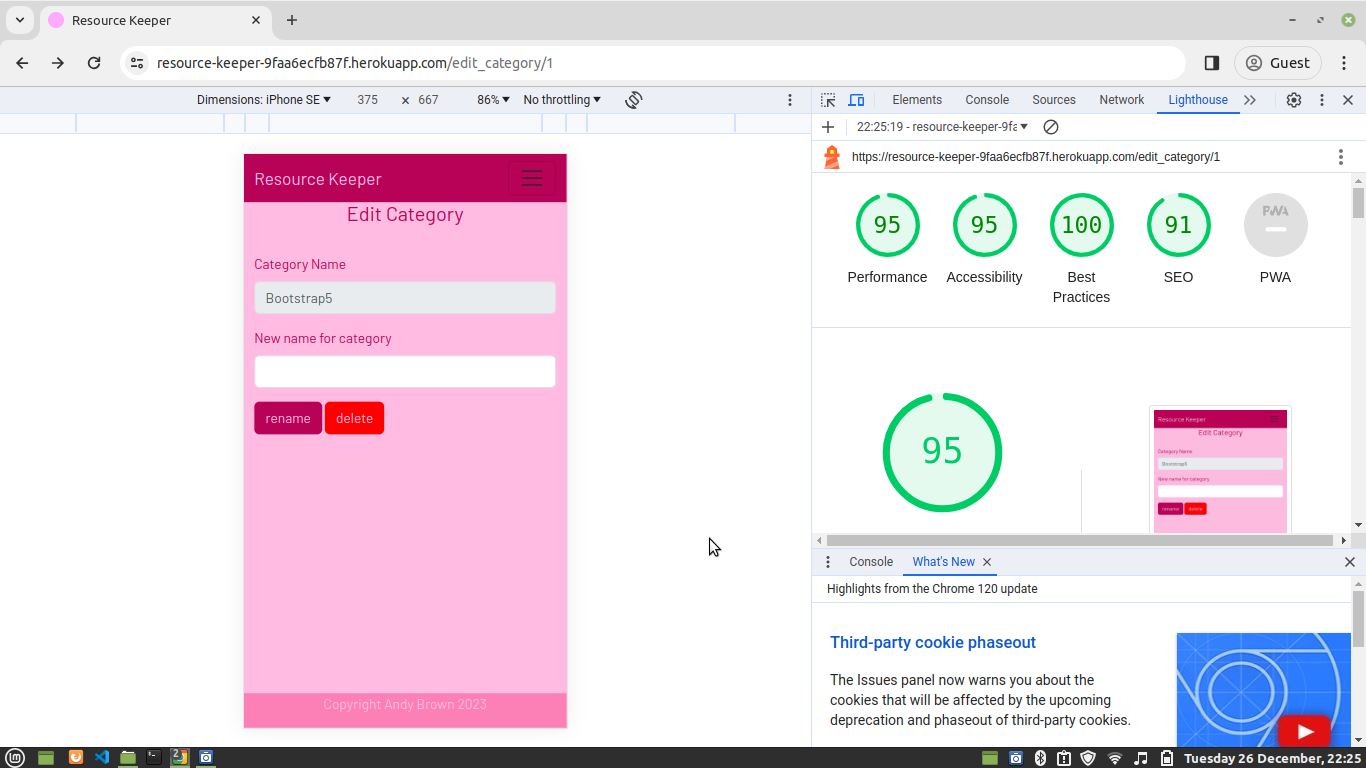 Resource Keeper
resource-keeper-9faa6ecfb87f.herokuapp.com/edit_category/1
Guest
Dimensions: iPhone SE 375 × 667 86% No throttling
Elements Console Sources Network Lighthouse
22:25:19 - resource-keeper-9fa
https://resource-keeper-9faa6ecfb87f.herokuapp.com/edit_category/1
Resource Keeper
Edit Category
Category Name
Bootstrap5
New name for category
rename delete
Copyright Andy Brown 2023
95 95 100 91 PWA
Performance Accessibility Best Practices SEO PWA
95
Resource Keeper
Edit Category
Category Name
Bootstrap5
New name for category
rename delete
Console What's New
Highlights from the Chrome 120 update
Third-party cookie phaseout
The Issues panel now warns you about the
cookies that will be affected by the upcoming
deprecation and phaseout of third-party cookies.
2
Tuesday 26 December, 22:25